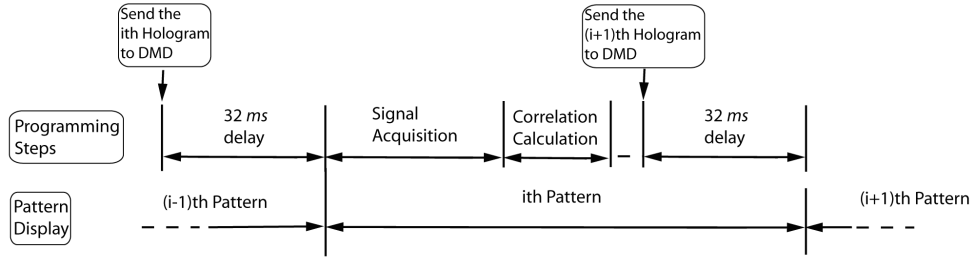 Send the
ith Hologram
to DMD
Send the
(i+1)th Hologram
to DMD
Programming
Steps
32 ms
delay
Signal
Acquisition
Correlation
Calculation
32 ms
delay
Pattern
Display
(i-1)th Pattern
ith Pattern
(i+1)th Pattern